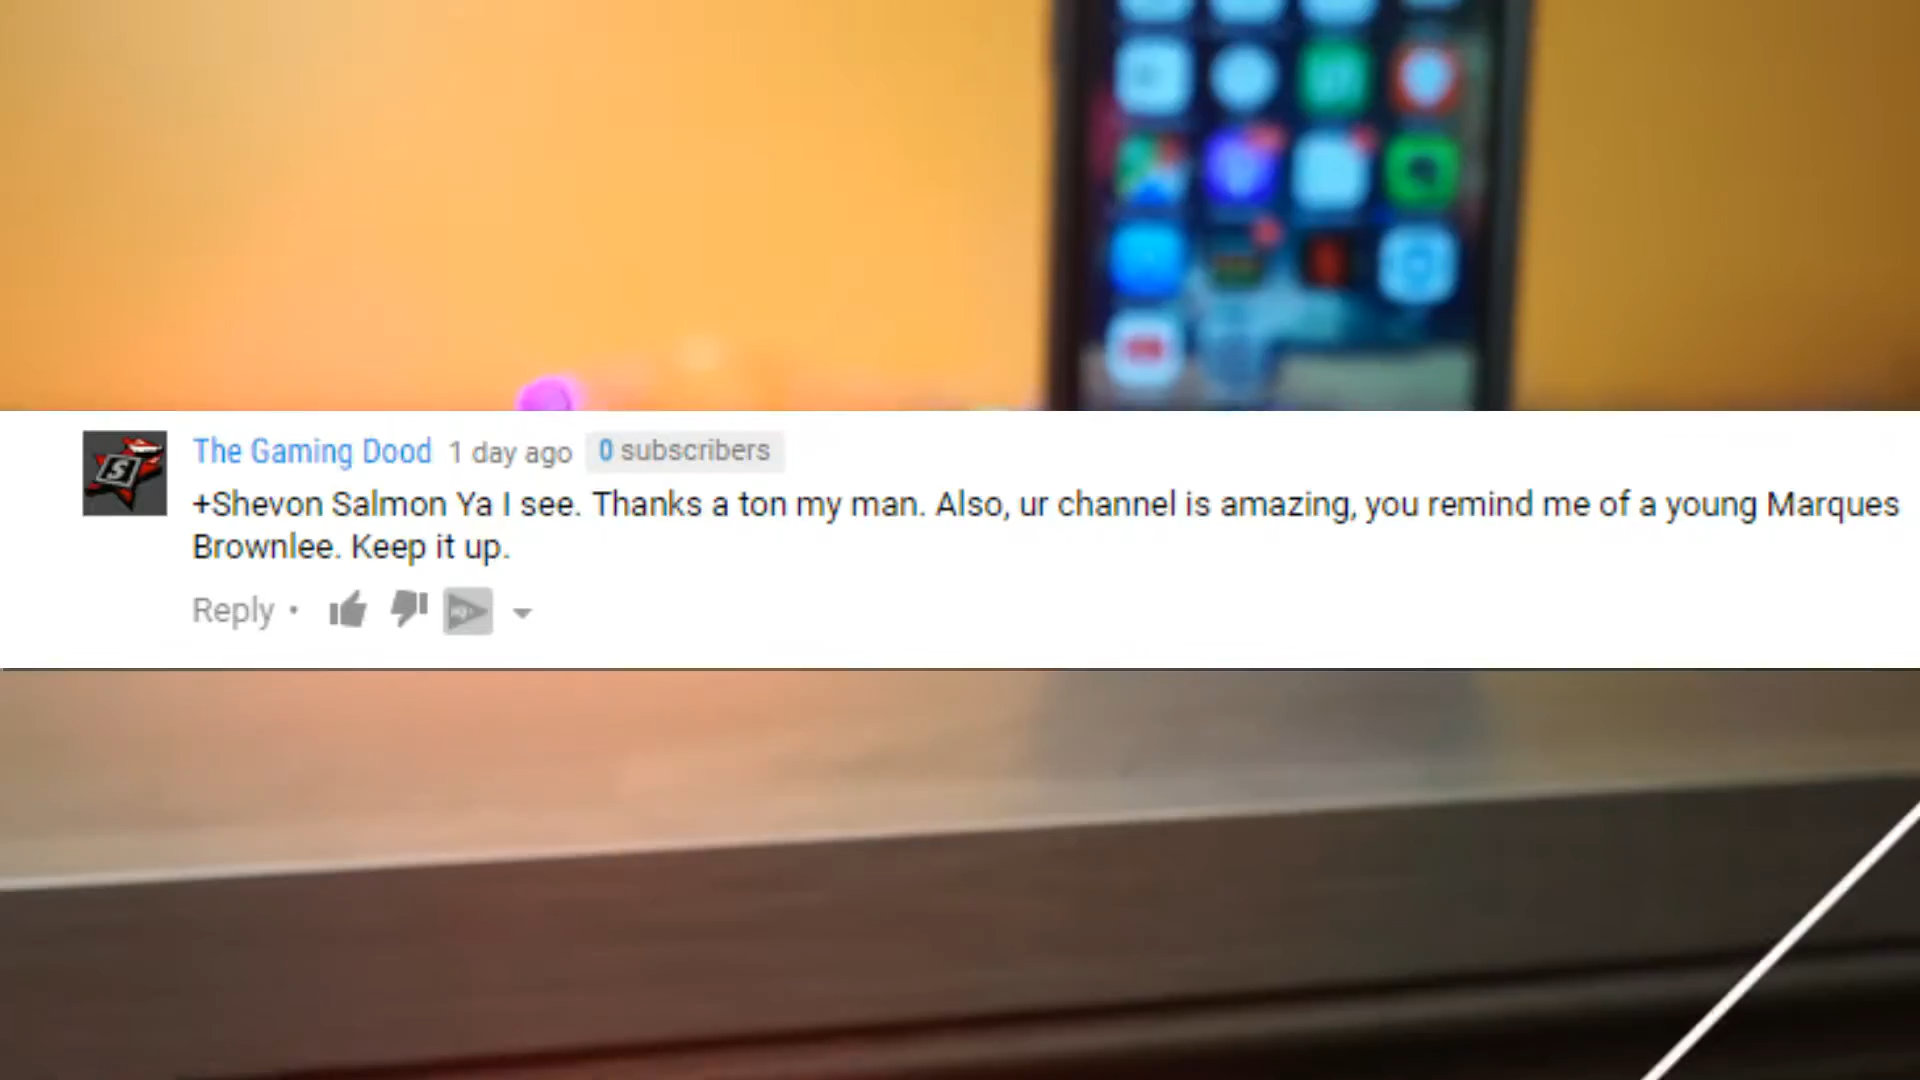 The Gaming Dood 1 day ago 0 subscribers
+Shevon Salmon Ya I see. Thanks a ton my man. Also, ur channel is amazing, you remind me of a young Marques
Brownlee. Keep it up.
Reply •